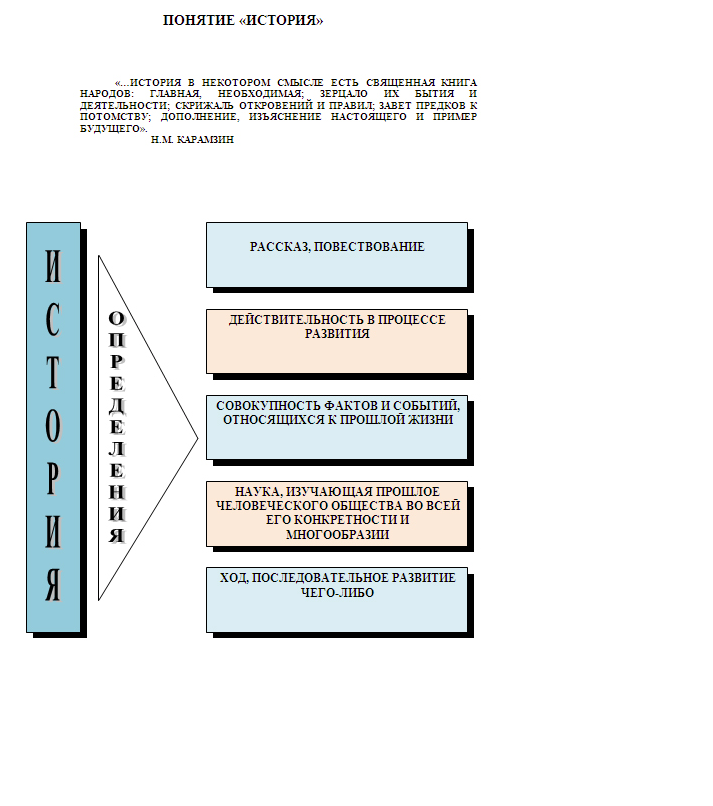 ПОНЯТИЕ «ИСТОРИЯ»
«...ИСТОРИЯ В НЕКОТОРОМ СМЫСЛЕ ЕСТЬ СВЯЩЕННАЯ КНИГА
НАРОДОВ: ГЛАВНАЯ, НЕОБХОДИМАЯ; ЗЕРЦАЛО ИХ БЫТИЯ И
ДЕЯТЕЛЬНОСТИ; СКРИЖАЛЬ ОТКРОВЕНИЙ И ПРАВИЛ; ЗАВЕТ ПРЕДКОВ К
ПОТОМСТВУ; ДОПОЛНЕНИЕ, ИЗЪЯСНЕНИЕ НАСТОЯЩЕГО И ПРИМЕР
БУДУЩЕГО».
Н.М. КАРАМЗИН
ИСТОРИЯ
ОПРЕДЕЛЕНИЯ
РАССКАЗ, ПОВЕСТВОВАНИЕ
ДЕЙСТВИТЕЛЬНОСТЬ В ПРОЦЕССЕ
РАЗВИТИЯ
СОВОКУПНОСТЬ ФАКТОВ И СОБЫТИЙ,
ОТНОСЯЩИХСЯ К ПРОШЛОЙ ЖИЗНИ
НАУКА, ИЗУЧАЮЩАЯ ПРОШЛОЕ
ЧЕЛОВЕЧЕСКОГО ОБЩЕСТВА ВО ВСЕЙ
ЕГО КОНКРЕТНОСТИ И
МНОГООБРАЗИИ
ХОД, ПОСЛЕДОВАТЕЛЬНОЕ РАЗВИТИЕ
ЧЕГО-ЛИБО